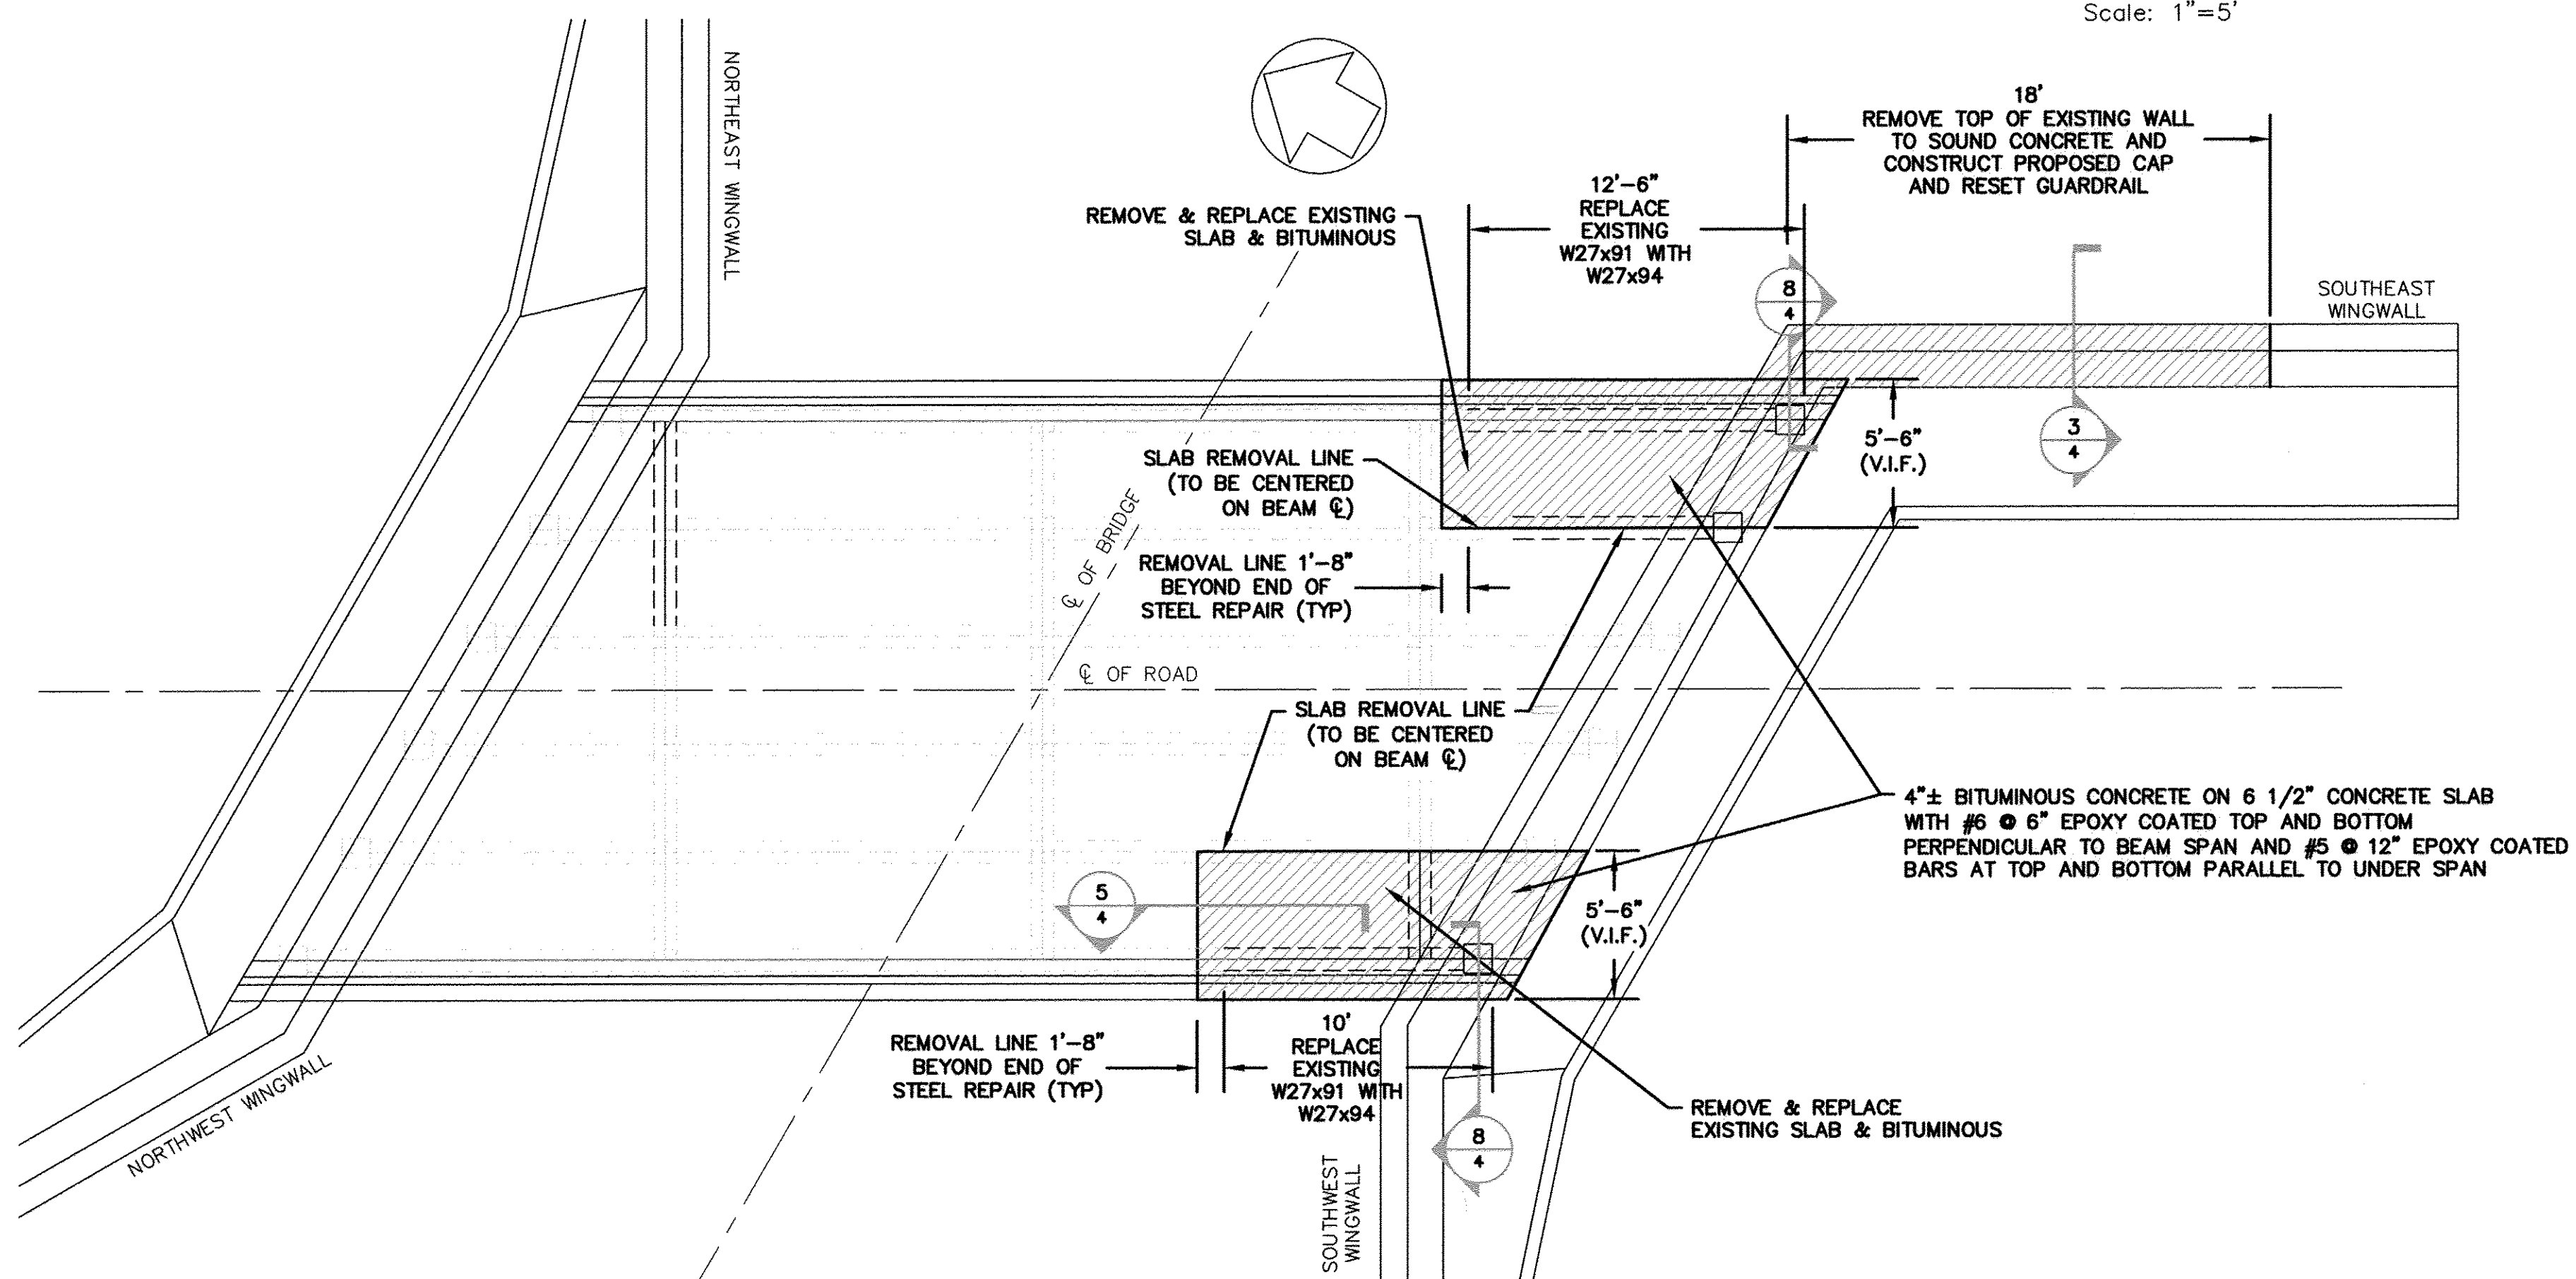 Scale: 1"=5'
NORTHEAST WINGWALL
18'
REMOVE TOP OF EXISTING WALL
TO SOUND CONCRETE AND
CONSTRUCT PROPOSED CAP
AND RESET GUARDRAIL
12'-6"
REPLACE
EXISTING
W27x91 WITH
W27x94
REMOVE & REPLACE EXISTING
SLAB & BITUMINOUS
8
4
SOUTHEAST
WINGWALL
3
4
5'-6"
(V.I.F.)
SLAB REMOVAL LINE
(TO BE CENTERED
ON BEAM ℄)
℄ OF BRIDGE
REMOVAL LINE 1'-8"
BEYOND END OF
STEEL REPAIR (TYP)
℄ OF ROAD
SLAB REMOVAL LINE
(TO BE CENTERED
ON BEAM ℄)
4"± BITUMINOUS CONCRETE ON 6 1/2" CONCRETE SLAB
WITH #6 @ 6" EPOXY COATED TOP AND BOTTOM
PERPENDICULAR TO BEAM SPAN AND #5 @ 12" EPOXY COATED
BARS AT TOP AND BOTTOM PARALLEL TO UNDER SPAN
5
4
5'-6"
(V.I.F.)
REMOVAL LINE 1'-8"
BEYOND END OF
STEEL REPAIR (TYP)
10'
REPLACE
EXISTING
W27x91 WITH
W27x94
REMOVE & REPLACE
EXISTING SLAB & BITUMINOUS
8
4
NORTHWEST WINGWALL
SOUTHWEST
WINGWALL